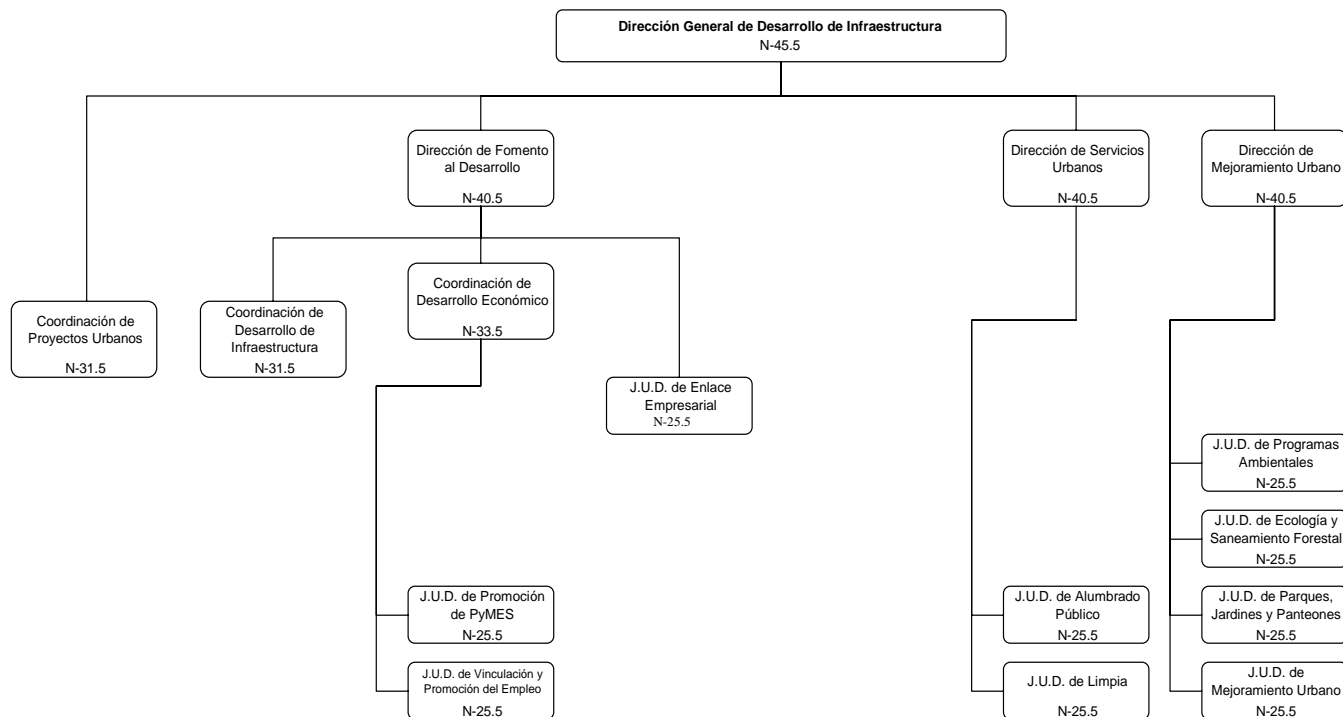 Dirección General de Desarrollo de Infraestructura
N-45.5
Dirección de Fomento
al Desarrollo
N-40.5
Dirección de Servicios
Urbanos
N-40.5
Dirección de
Mejoramiento Urbano
N-40.5
Coordinación de
Proyectos Urbanos
N-31.5
Coordinación de
Desarrollo de
Infraestructura
N-31.5
Coordinación de
Desarrollo Económico
N-33.5
J.U.D. de Enlace
Empresarial
N-25.5
J.U.D. de Promoción
de PyMES
N-25.5
J.U.D. de Vinculación y
Promoción del Empleo
N-25.5
J.U.D. de Alumbrado
Público
N-25.5
J.U.D. de Limpia
N-25.5
J.U.D. de Programas
Ambientales
N-25.5
J.U.D. de Ecología y
Saneamiento Forestal
N-25.5
J.U.D. de Parques,
Jardines y Panteones
N-25.5
J.U.D. de
Mejoramiento Urbano
N-25.5